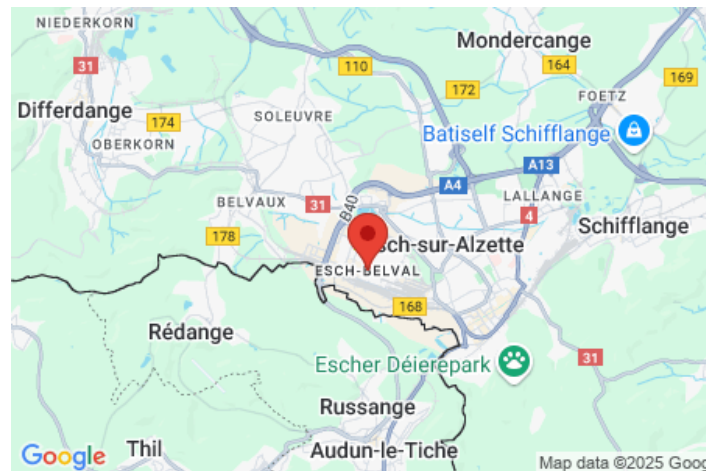 NIEDERKORN
Mondercange
31
110
164
169
172
FOETZ
Differdange
174
SOLEUVRE
OBERKORN
Batiself Schifflange
A13
A4
BELVAUX
31
B40
LALLANGE
4
Schifflange
178
sch-sur-Alzette
ESCH-BELVAL
168
Rédange
Escher Déierepark
31
Russange
Google
Thil
Audun-le-Tiche
Map data ©2025 Goo